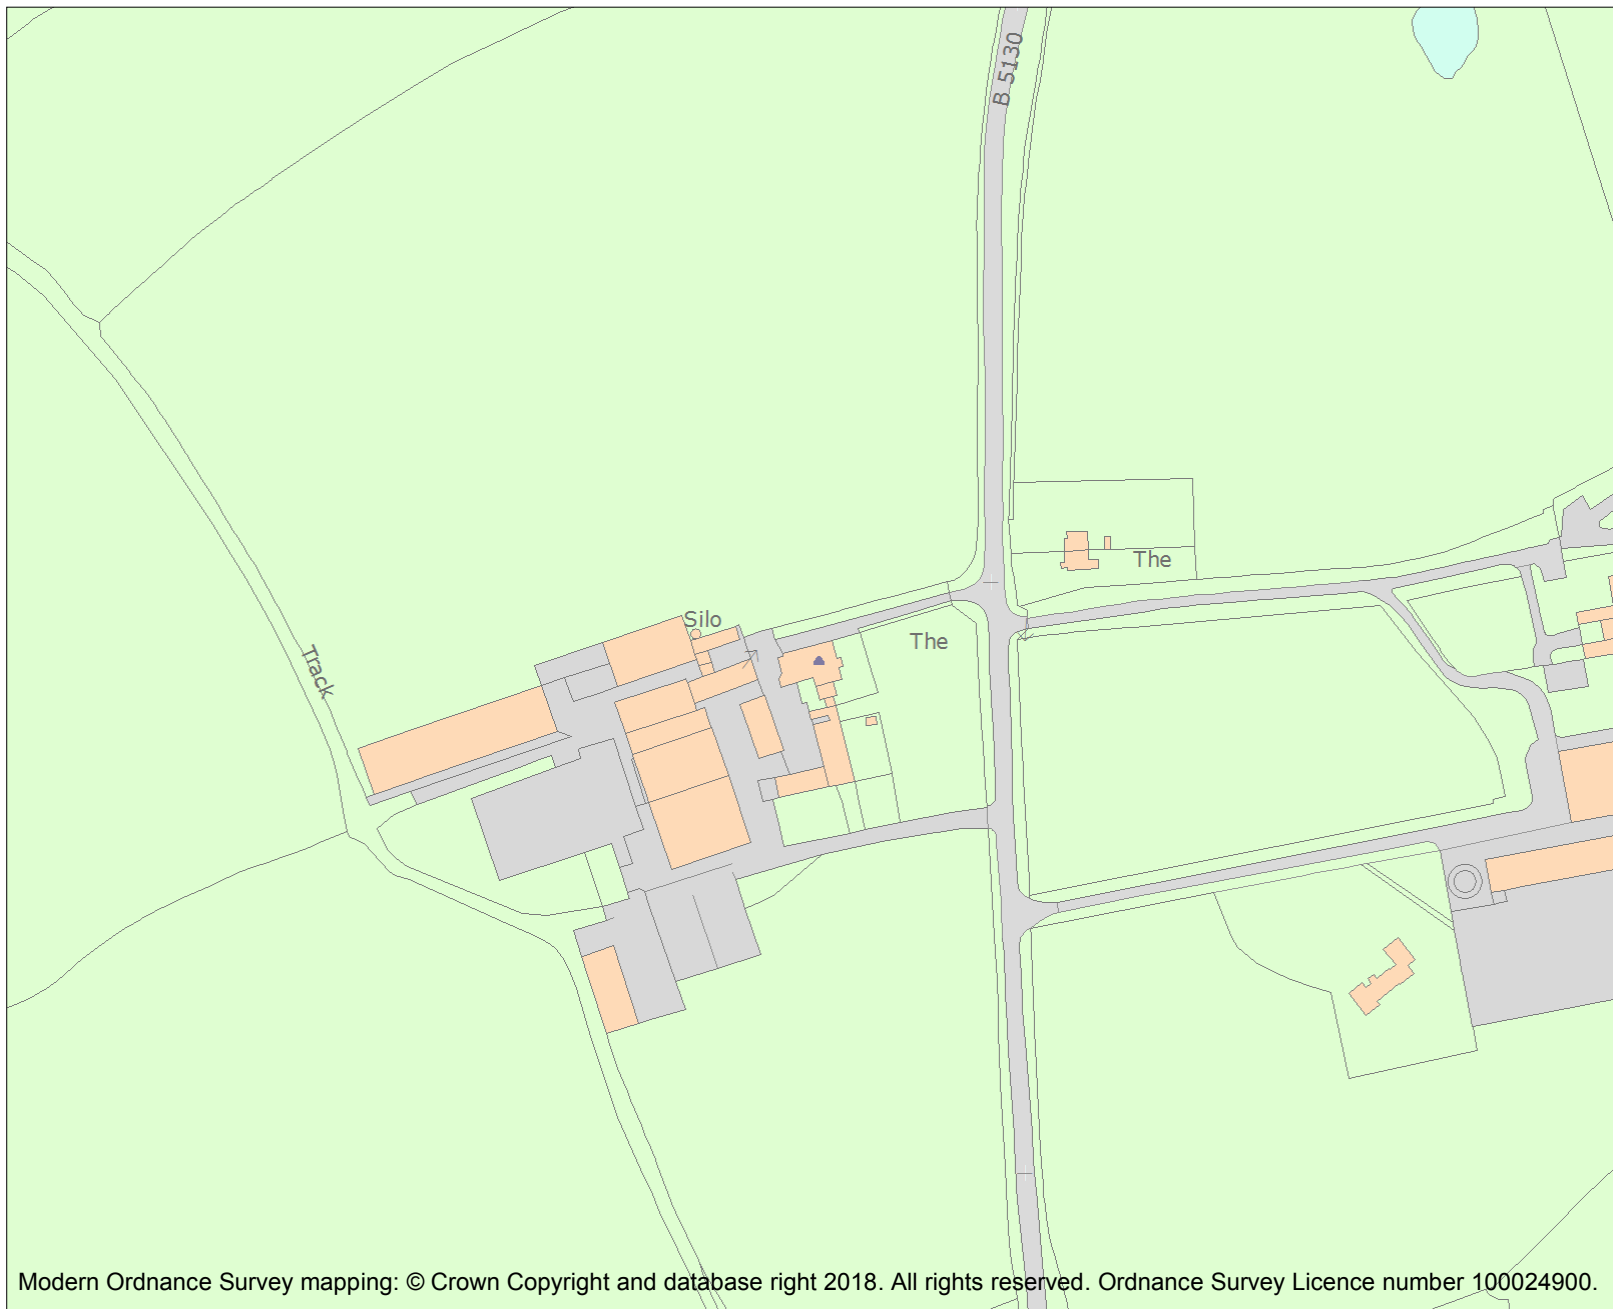 B 5130
The
Silo
The
Track
Modern Ordnance Survey mapping: © Crown Copyright and database right 2018. All rights reserved. Ordnance Survey Licence number 100024900.